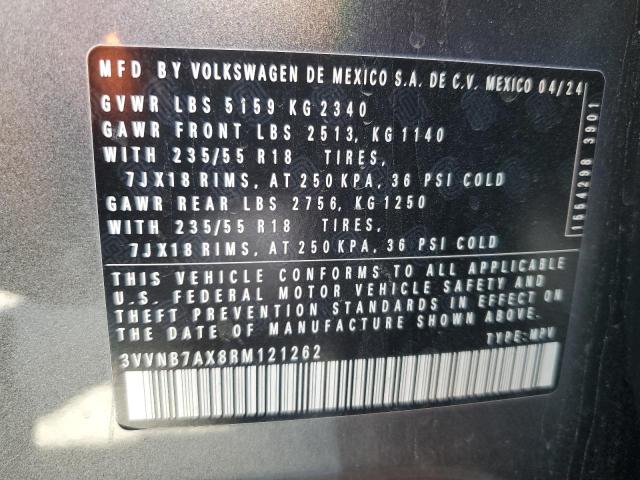 MFD BY VOLKSWAGEN DE MEXICO S.A. DE C.V. MEXICO 04/24
GVWR LBS 5159 KG 2340
GAWR FRONT LBS 2513, KG 1140
WITH 235/55 R18 TIRES,
7JX18 RIMS, AT 250 KPA, 36 PSI COLD
GAWR REAR LBS 2756, KG 1250
WITH 235/55 R18 TIRES,
7JX18 RIMS, AT 250 KPA, 36 PSI COLD
THIS VEHICLE CONFORMS TO ALL APPLICABLE
U.S. FEDERAL MOTOR VEHICLE SAFETY AND
THEFT PREVENTION STANDARDS IN EFFECT ON
THE DATE OF MANUFACTURE SHOWN ABOVE.
TYPE: MPV
3VVNB7AX8RM121262
1554298 3901